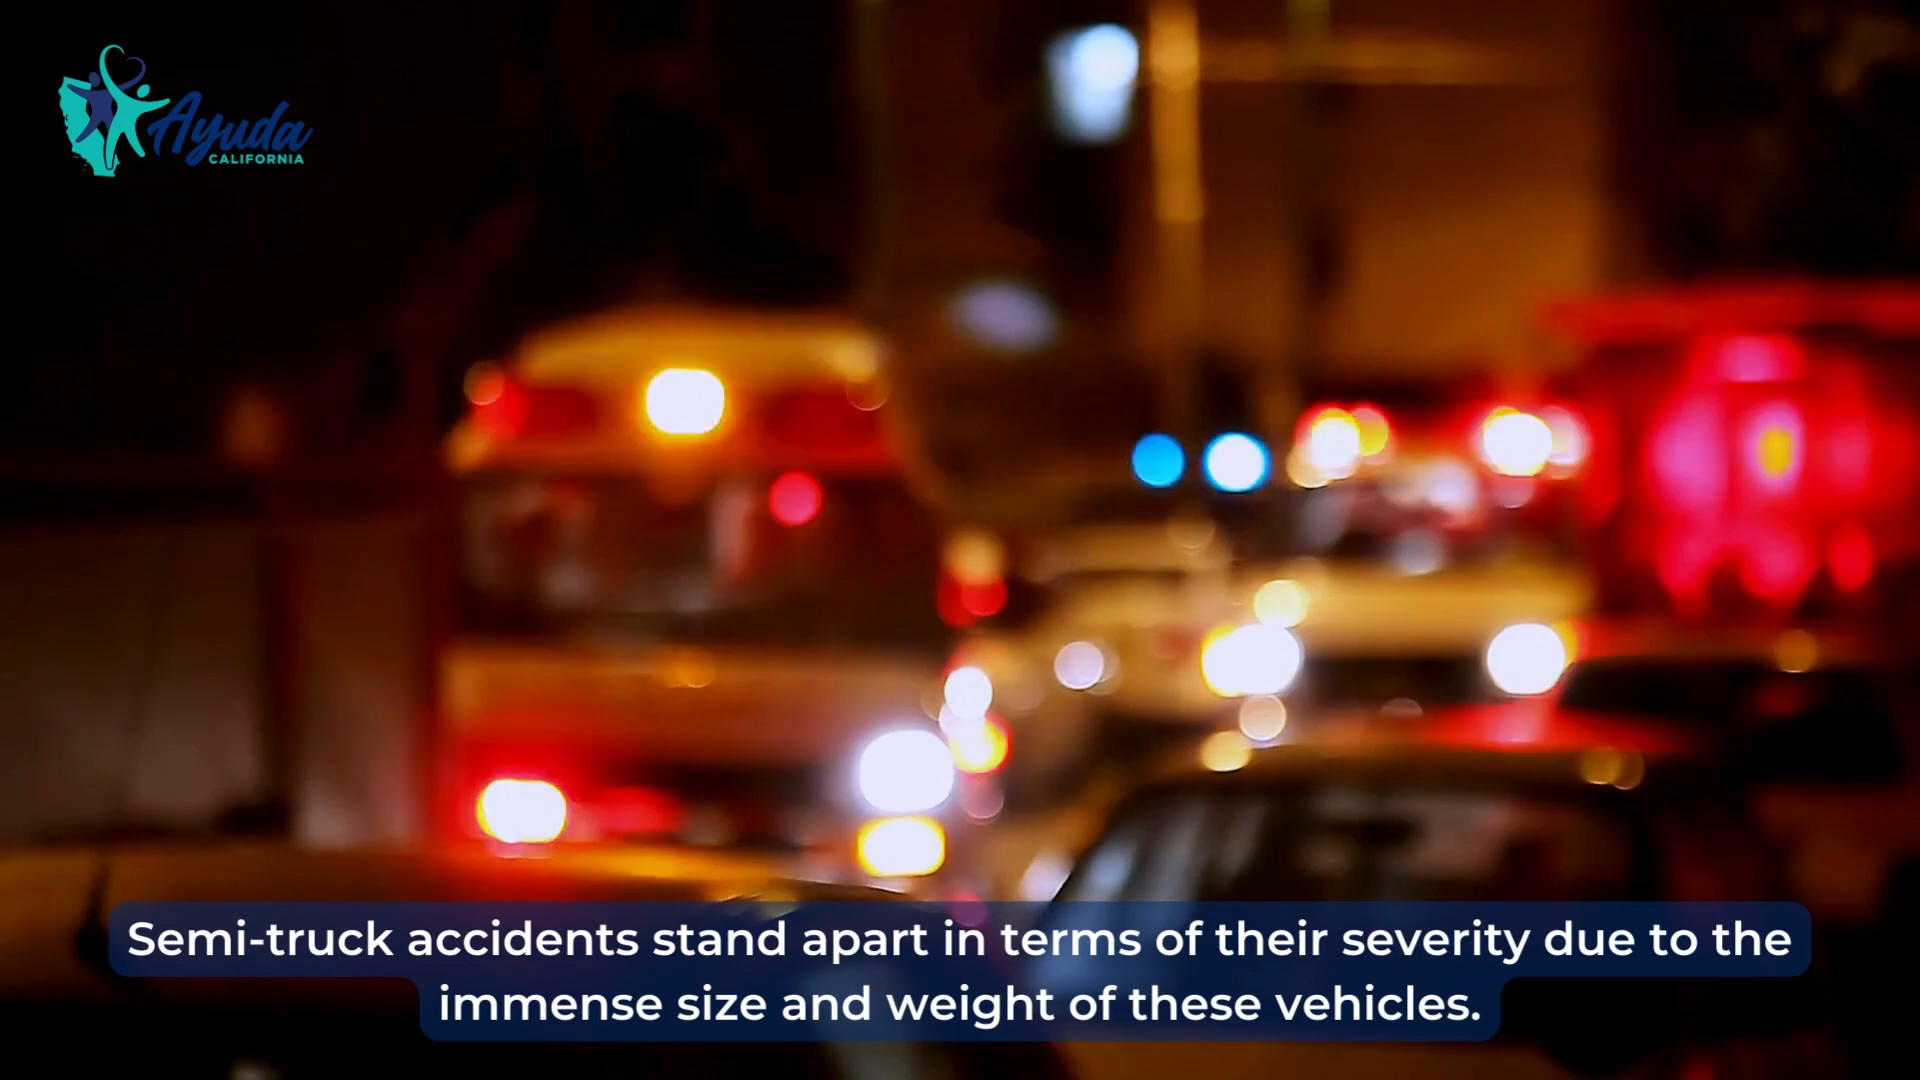 Ayuda
CALIFORNIA
Semi-truck accidents stand apart in terms of their severity due to the
immense size and weight of these vehicles.